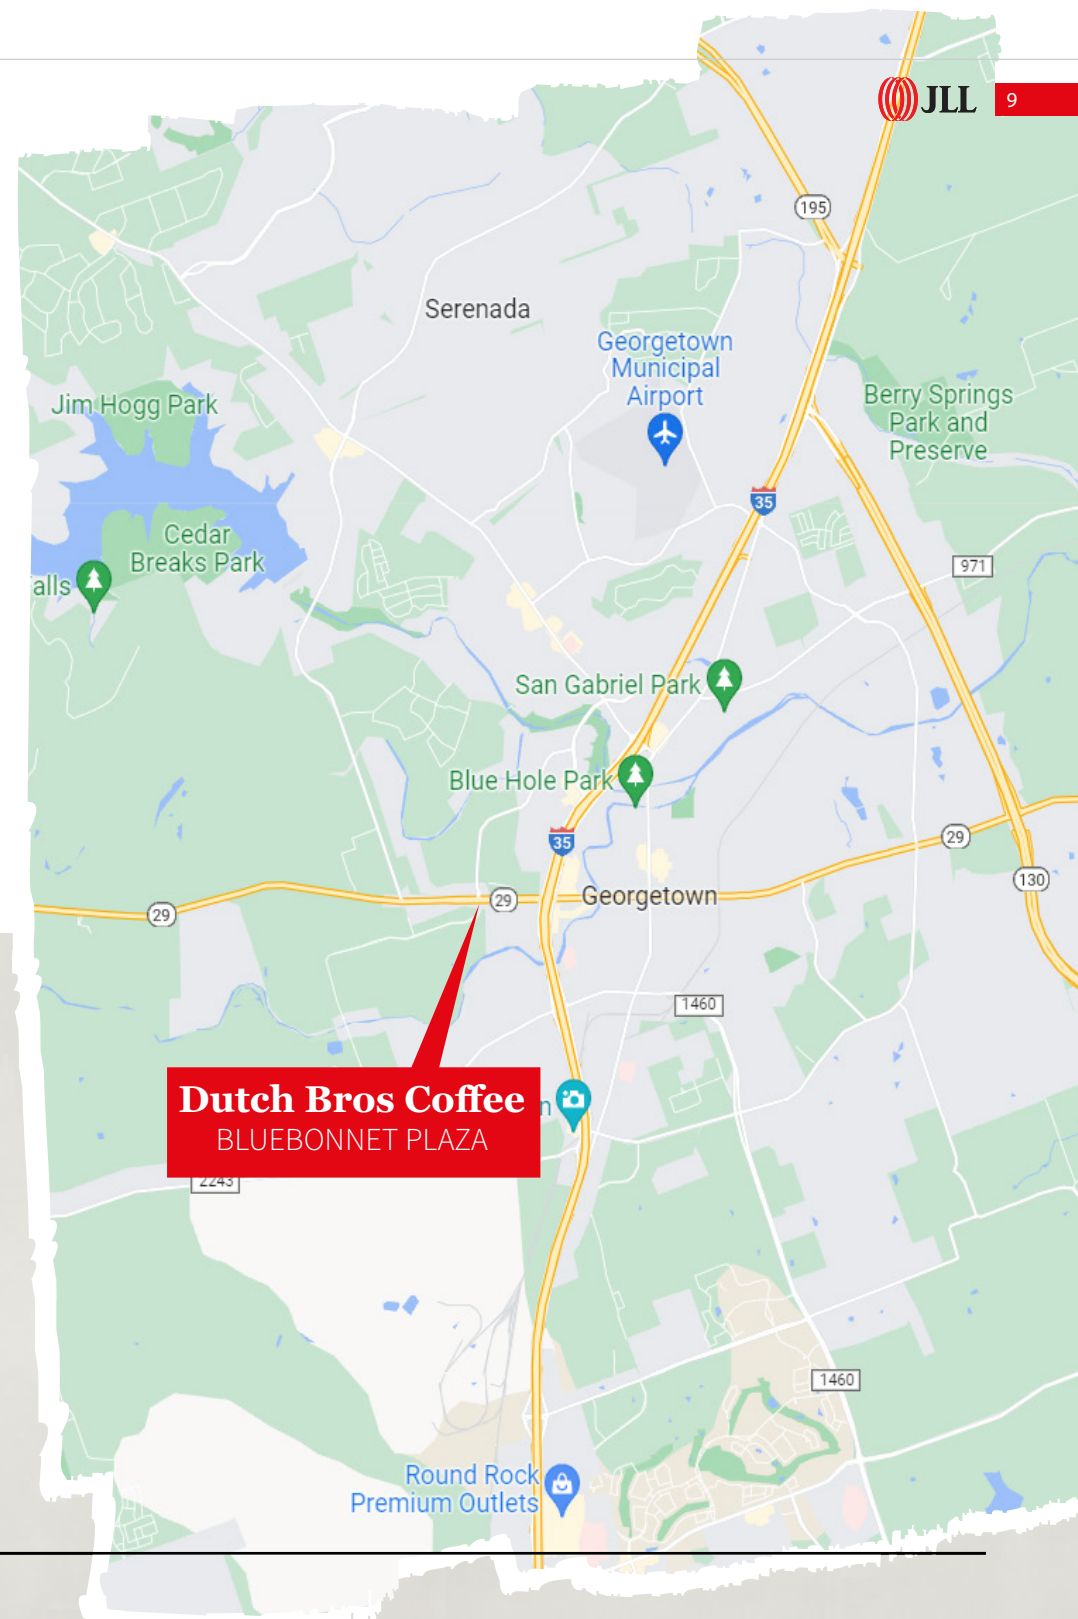 JLL
9
195
Serenada
Georgetown
Municipal
Airport
Jim Hogg Park
Berry Springs
Park and
Preserve
35
Cedar
Breaks Park
971
alls
San Gabriel Park
Blue Hole Park
35
29
130
29
Georgetown
29
1460
Dutch Bros Coffee
BLUEBONNET PLAZA
n
2243
1460
Round Rock
Premium Outlets